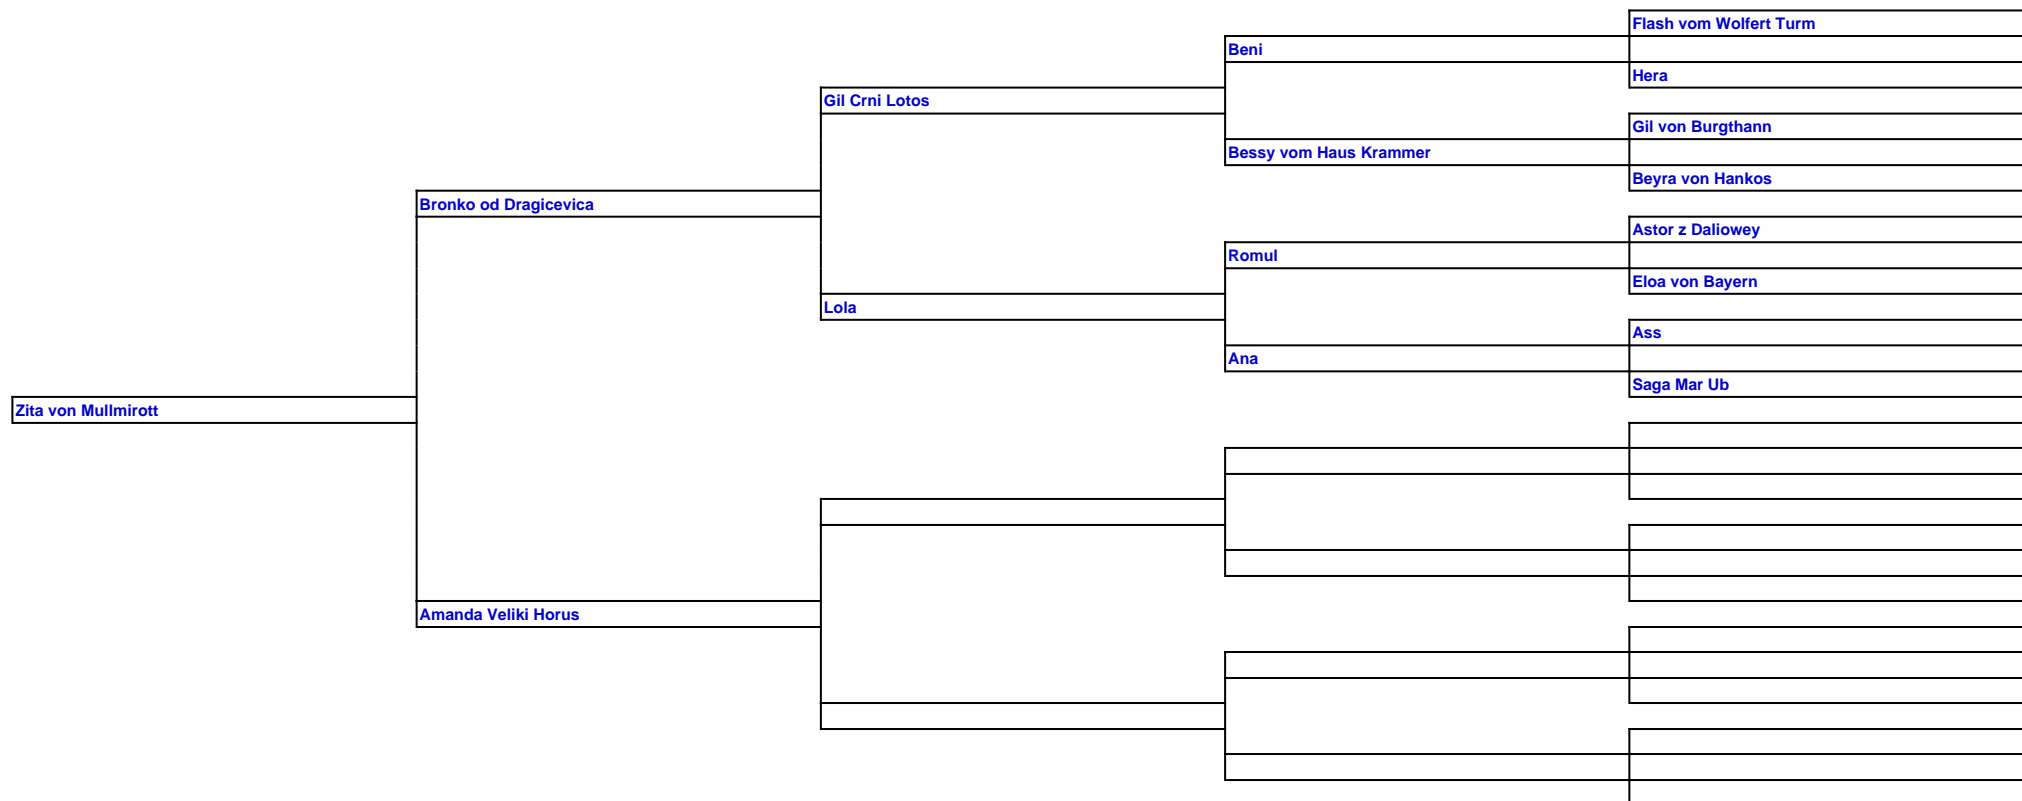 Flash vom Wolfert Turm
Beni
Hera
Gil Crni Lotos
Gil von Burgthann
Bessy vom Haus Krammer
Beyra von Hankos
Bronko od Dragicevica
Astor z Daliowey
Romul
Eloa von Bayern
Lola
Ass
Ana
Saga Mar Ub
Zita von Mullmirott
Amanda Veliki Horus